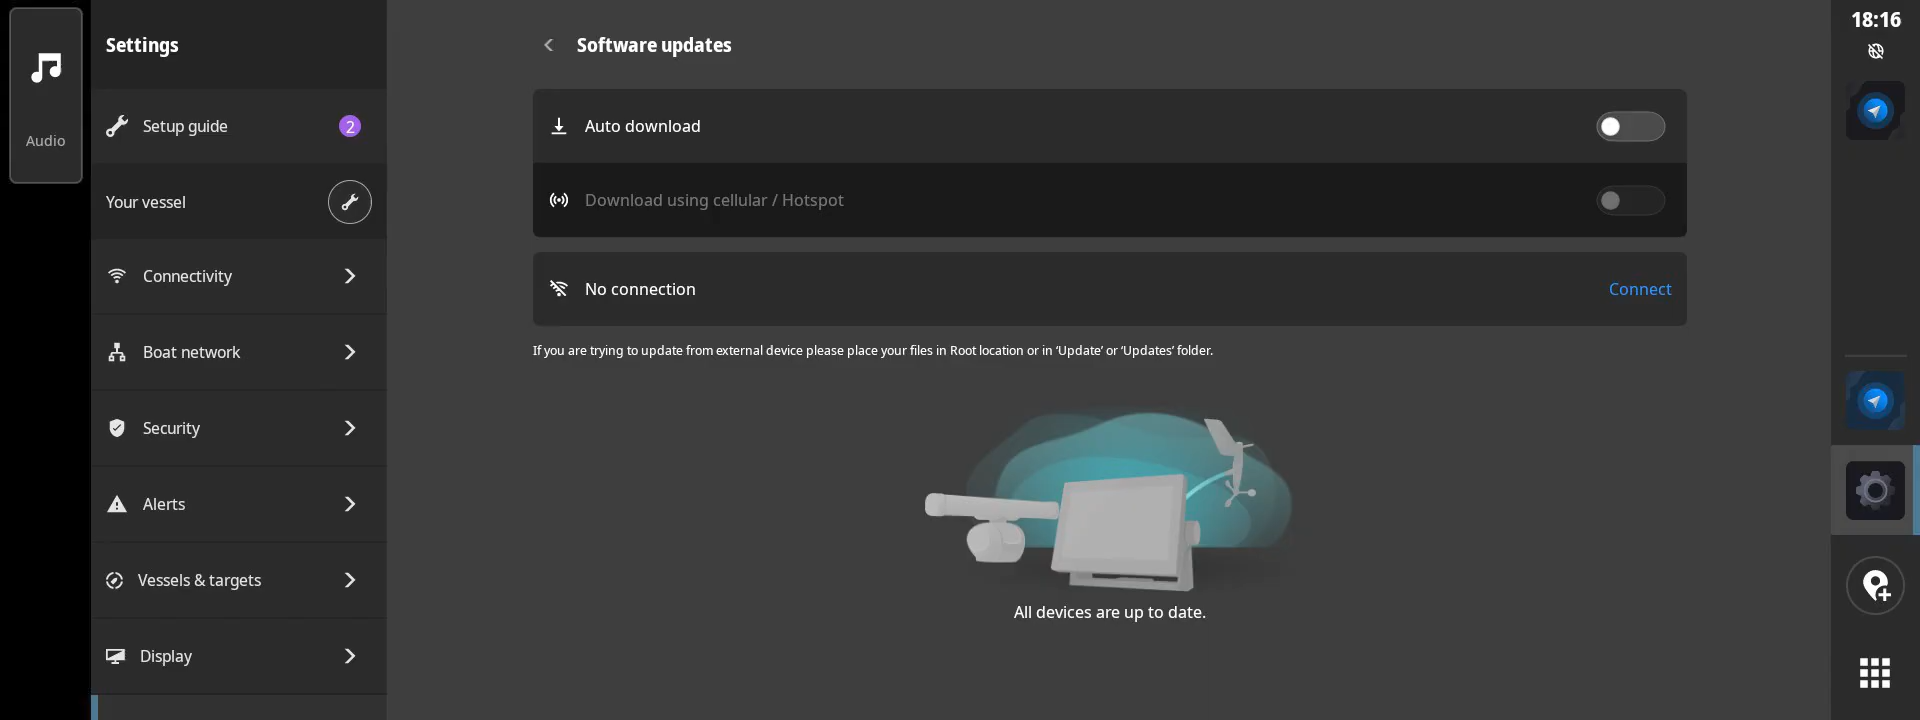 Audio
Settings
Setup guide
2
Your vessel
Connectivity
Boat network
Security
Alerts
Vessels & targets
Display
Software updates
Auto download
Download using cellular / Hotspot
No connection
Connect
If you are trying to update from external device please place your files in Root location or in ‘Update’ or ‘Updates’ folder.
All devices are up to date.
18:16